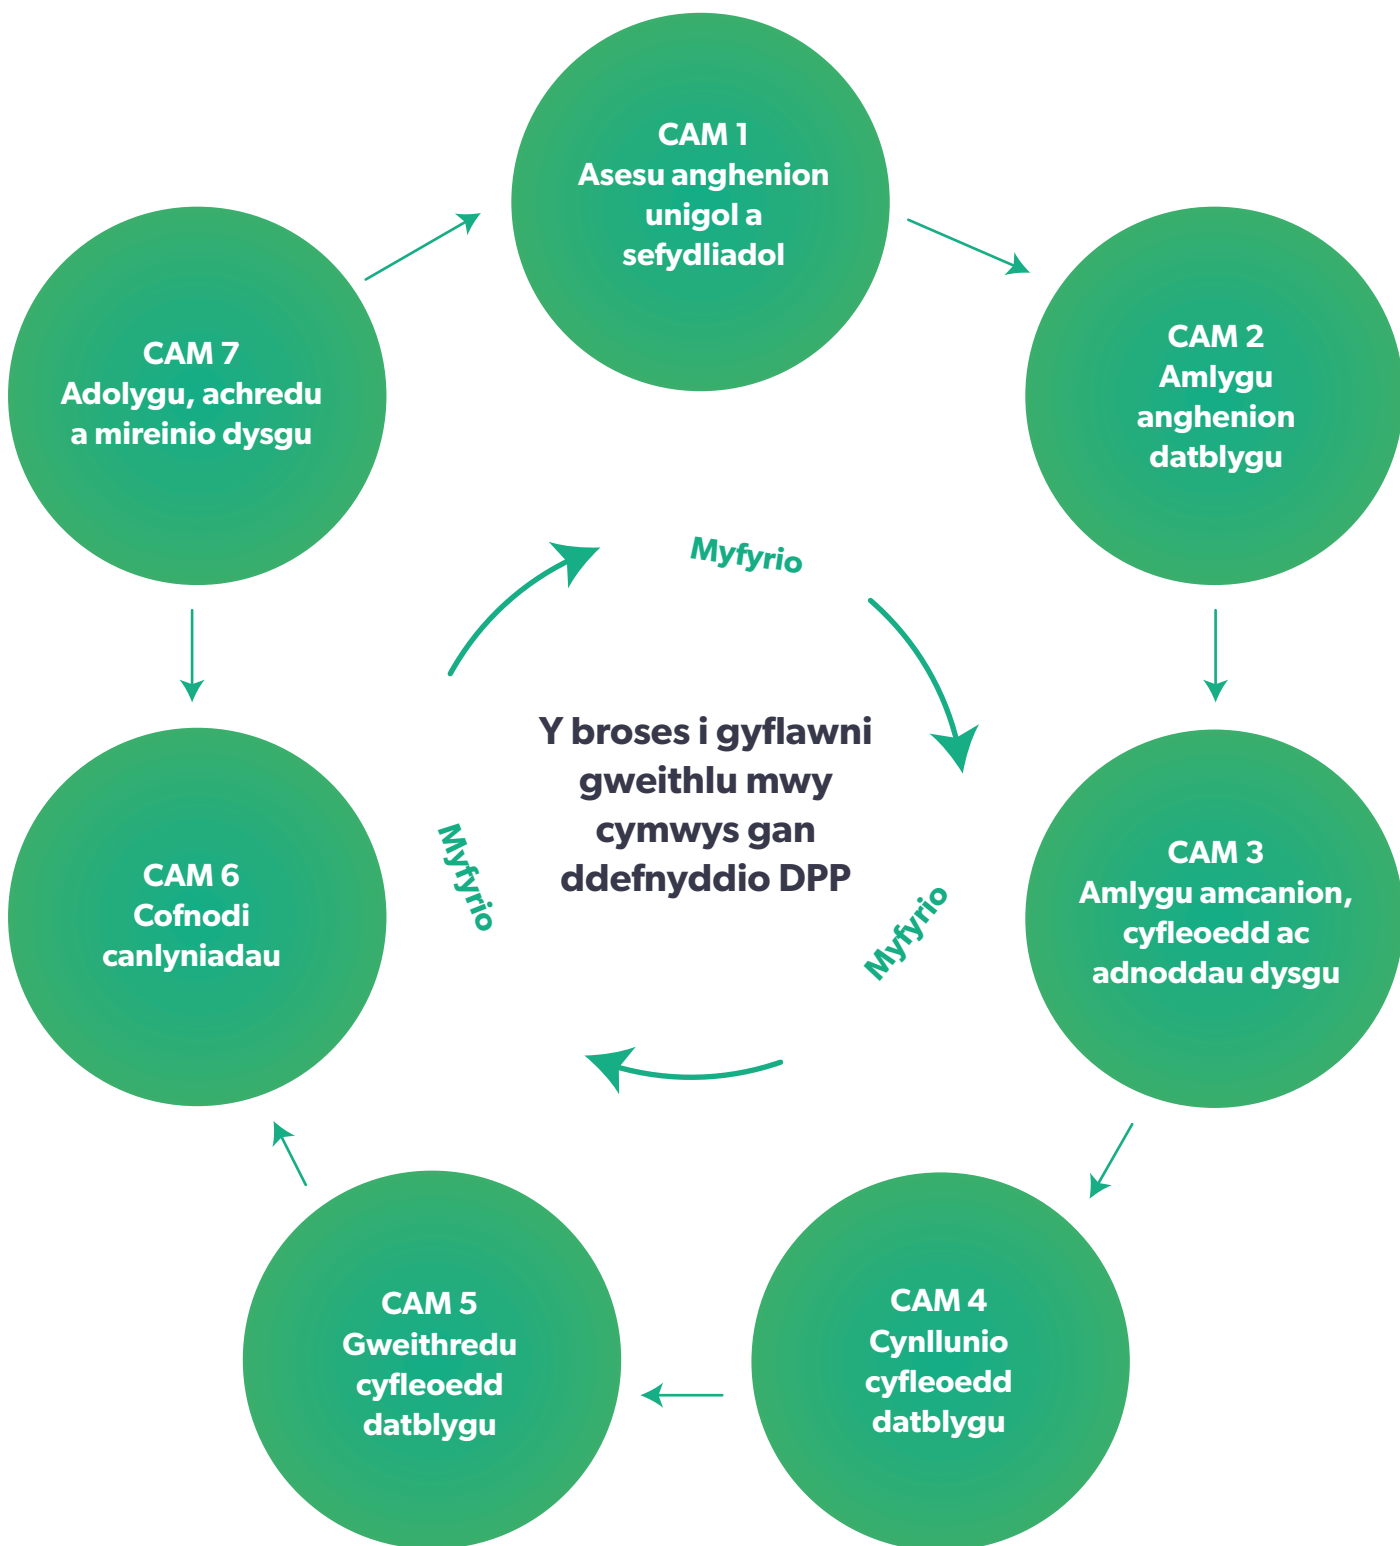 CAM 1
Asesu anghenion
unigol a
sefydliadol
CAM 2
Amlygu
anghenion
datblygu
CAM 3
Amlygu amcanion,
cyfleoedd ac
adnoddau dysgu
CAM 4
Cynllunio
cyfleoedd
datblygu
CAM 5
Gweithredu
cyfleoedd
datblygu
CAM 6
Cofnodi
canlyniadau
CAM 7
Adolygu, achredu
a mireinio dysgu
Myfyrio
Myfyrio
Myfyrio
Y broses i gyflawni
gweithlu mwy
cymwys gan
ddefnyddio DPP